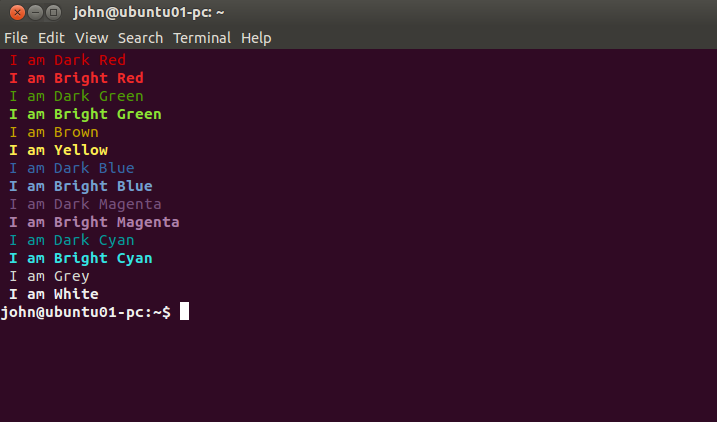 john@ubuntu01-pc: ~
File Edit View Search Terminal Help
I am Dark Red
I am Bright Red
I am Dark Green
I am Bright Green
I am Brown
I am Yellow
I am Dark Blue
I am Bright Blue
I am Dark Magenta
I am Bright Magenta
I am Dark Cyan
I am Bright Cyan
I am Grey
I am White
john@ubuntu01-pc:~$